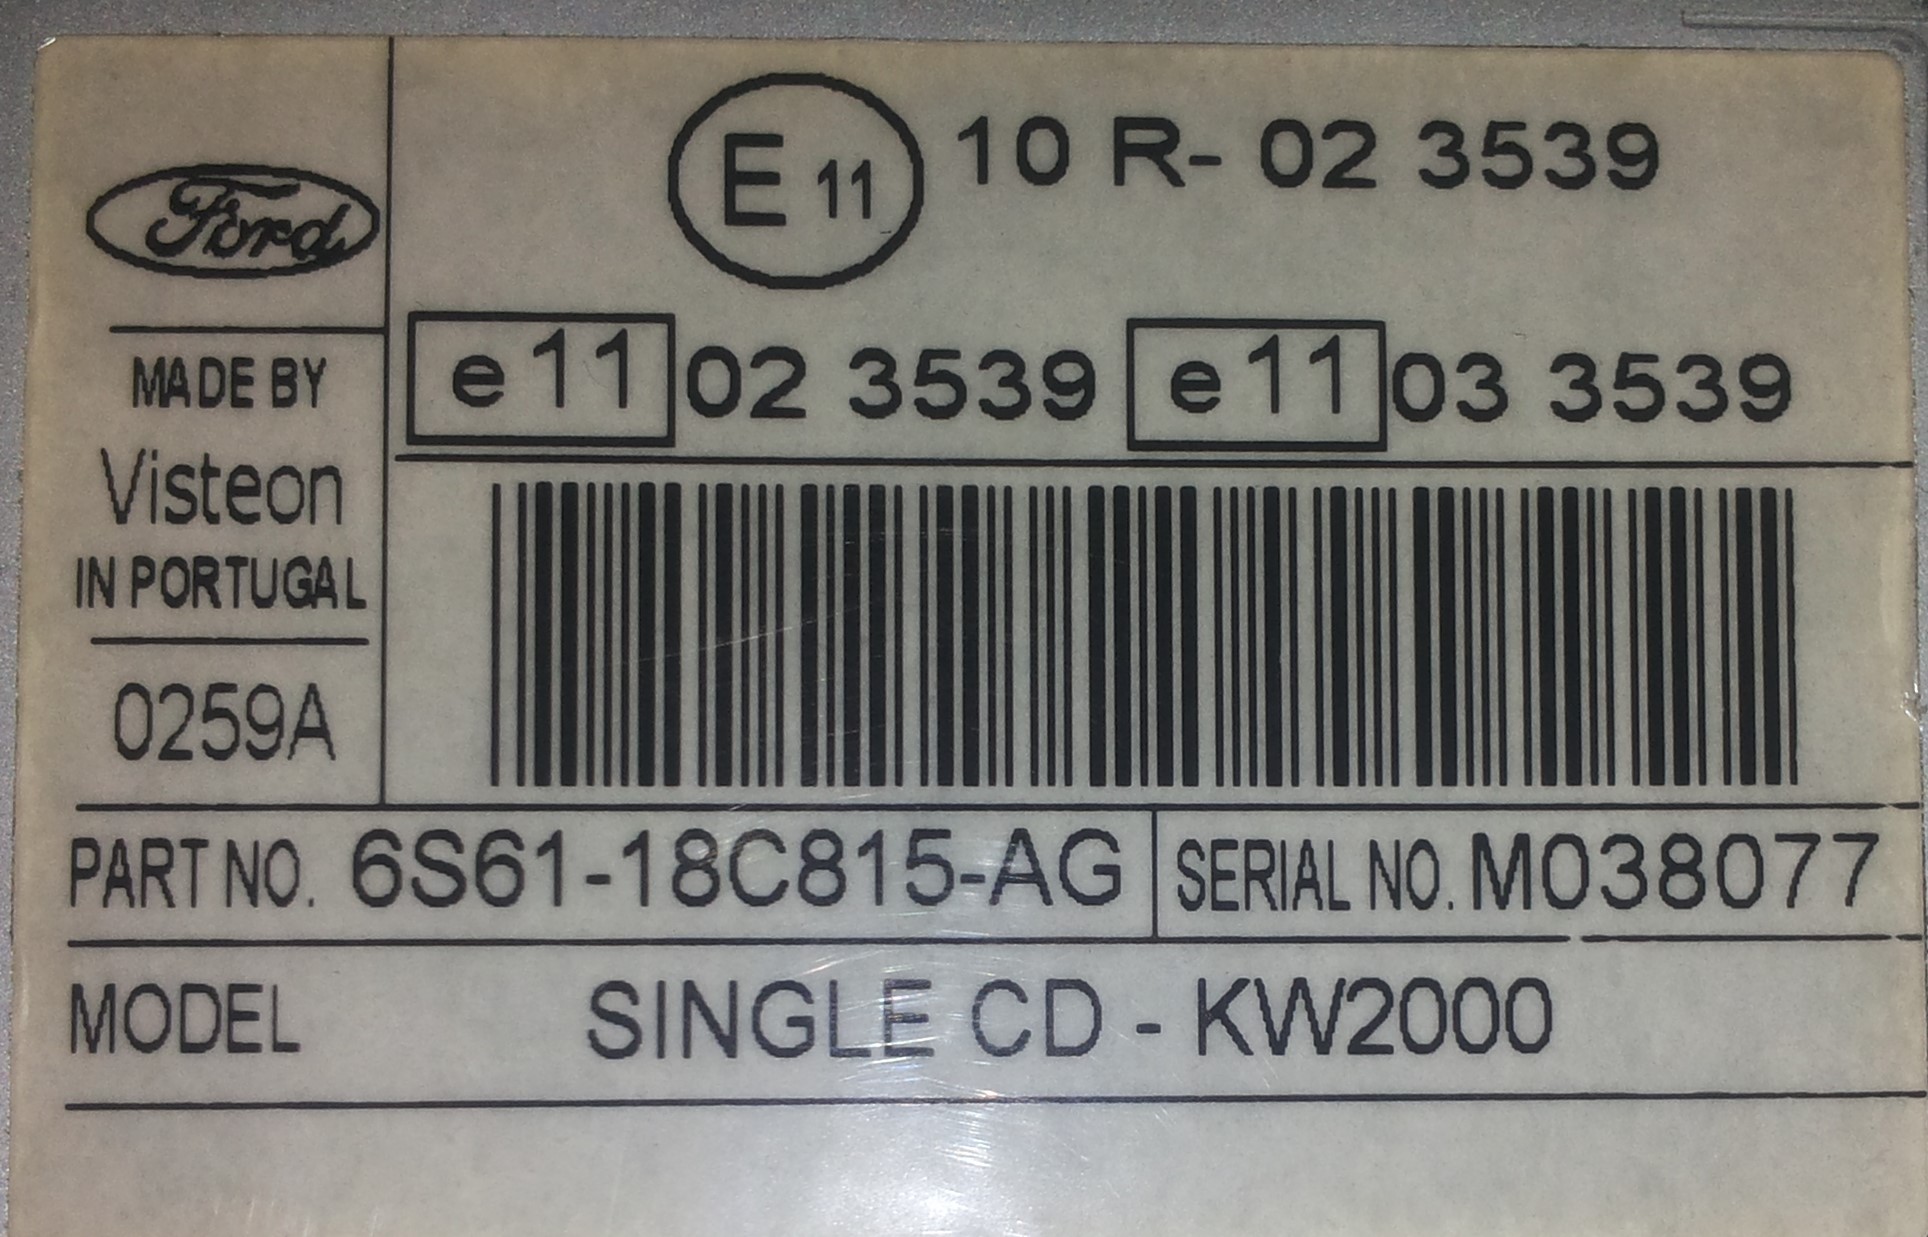 Ford
E 11 10 R- 02 3539
e 11 02 3539 e 11 03 3539
MADE BY
Visteon
IN PORTUGAL
0259A
PART NO. 6S61-18C815-AG SERIAL NO. M038077
MODEL SINGLE CD - KW2000